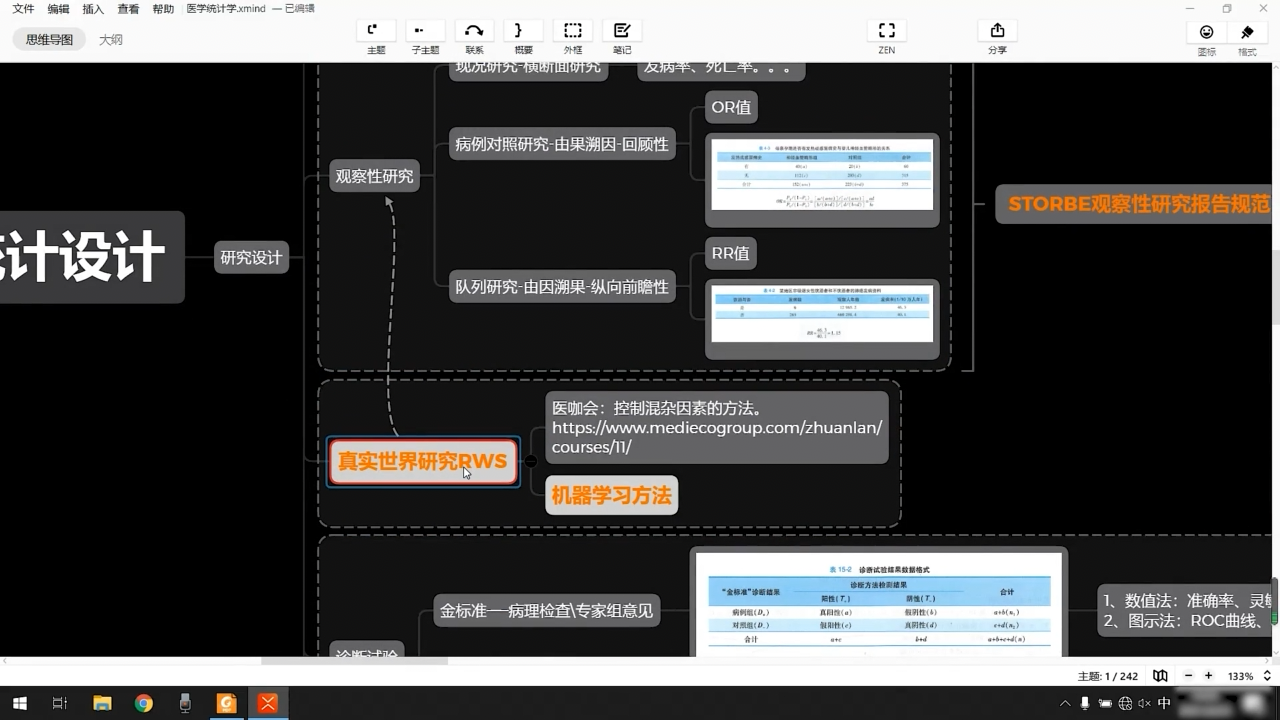 文件 编辑 插入 查看 帮助 医学统计学.xmind — 已编辑
思维导图 大纲
主题 子主题 联系 概要 外框 笔记 ZEN 分享 图标 格式
现况研究-横断面研究
发病率、死亡率。。。
OR值
病例对照研究-由果溯因-回顾性
观察性研究
STORBE观察性研究报告规范
统计设计
研究设计
RR值
队列研究-由因溯果-纵向前瞻性
医咖会：控制混杂因素的方法。
https://www.mediecogroup.com/zhuanlan/
courses/11/
真实世界研究RWS
机器学习方法
表 15-2 诊断试验结果数据格式
“金标准”诊断结果 诊断方法检测结果 合计
阳性(T₊) 阴性(T₋)
病例组(D₊) 真阳性(a) 假阴性(b) a+b(n₁)
对照组(D₋) 假阳性(c) 真阴性(d) c+d(n₂)
合计 a+c b+d a+b+c+d(n)
金标准—病理检查\专家组意见
1、数值法：准确率、灵敏
2、图示法：ROC曲线、
诊断试验
主题: 1 / 242 133%
中